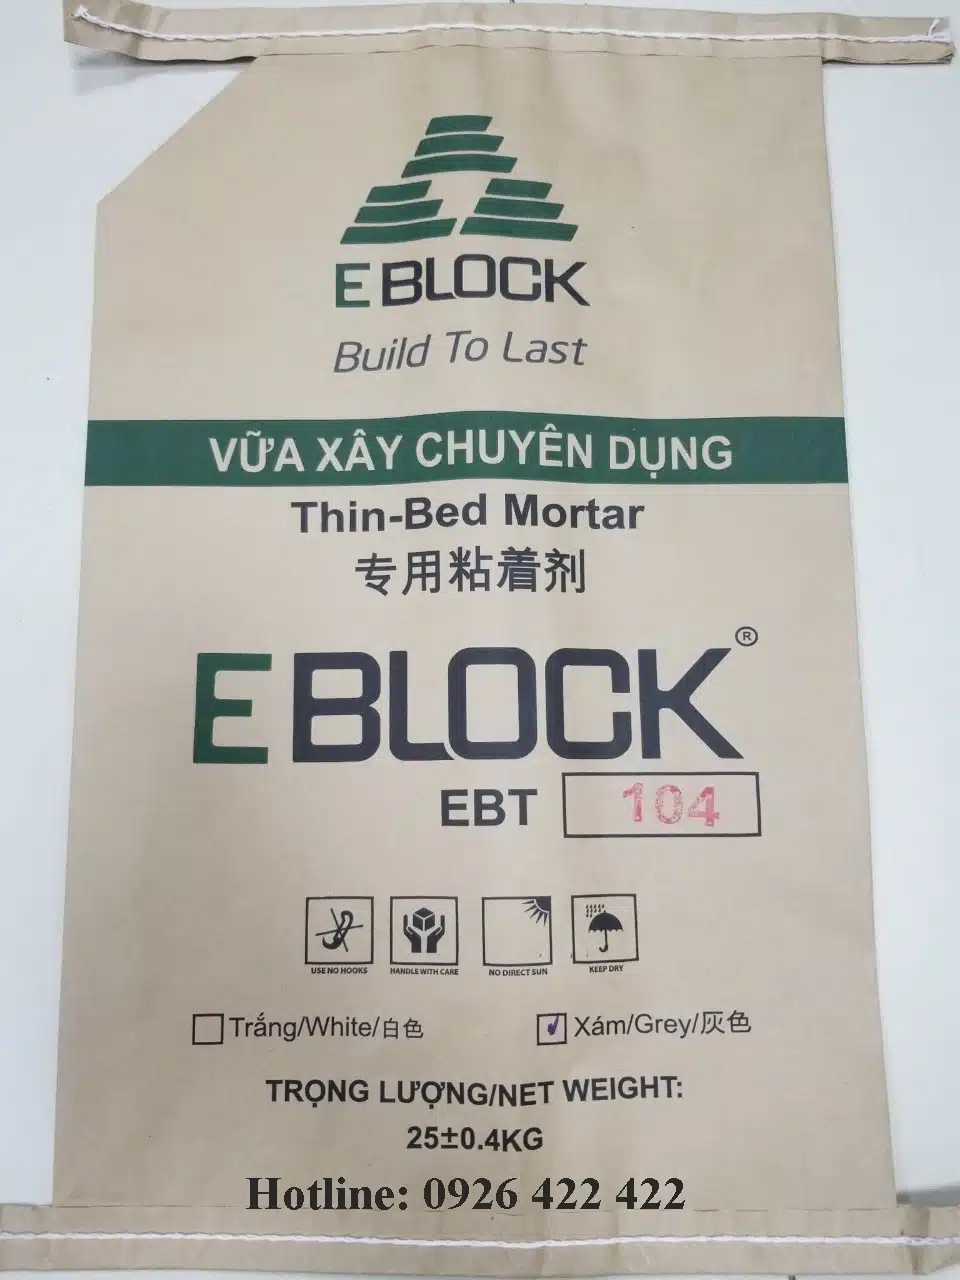 EBLOCK
Build To Last
VỮA XÂY CHUYÊN DỤNG
Thin-Bed Mortar
专用粘着剂
EBLOCK®
EBT 104
USE NO HOOKS HANDLE WITH CARE NO DIRECT SUN KEEP DRY
Trắng/White/白色 Xám/Grey/灰色
TRỌNG LƯỢNG/NET WEIGHT:
25±0.4KG
Hotline: 0926 422 422